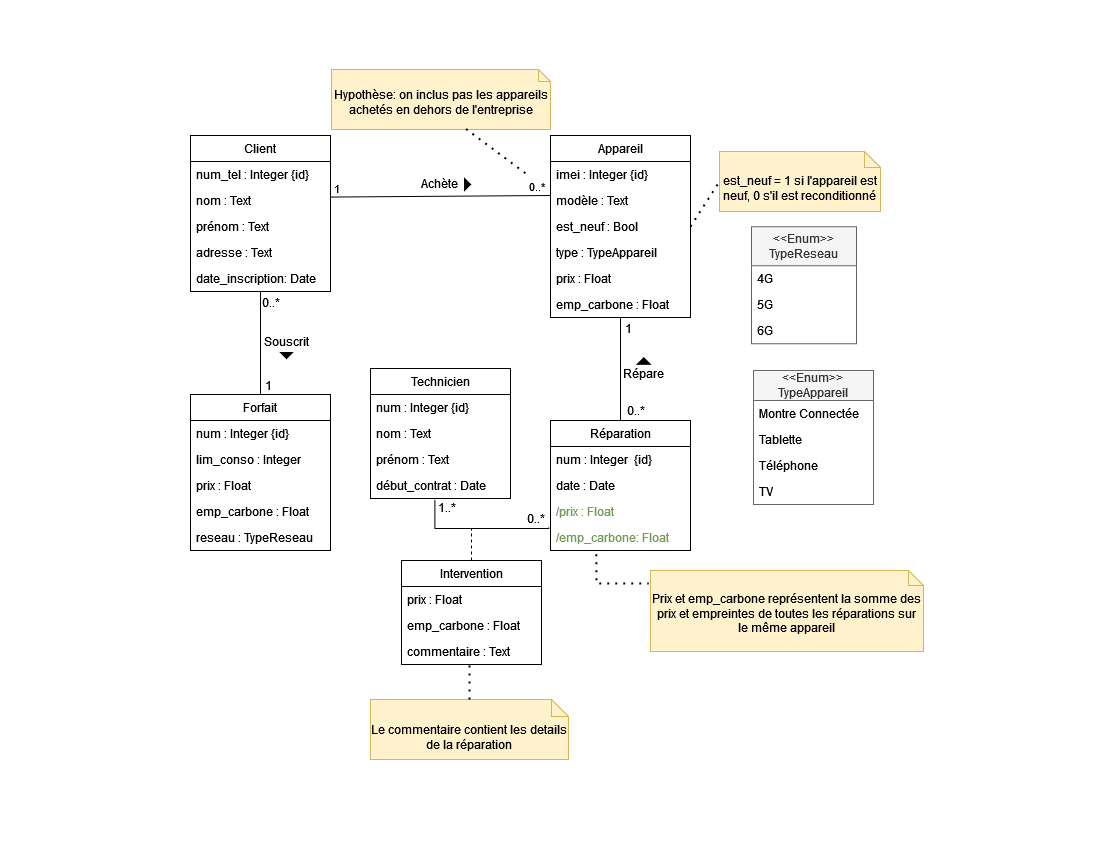 Hypothèse: on inclus pas les appareils
achetés en dehors de l'entreprise
Client
num_tel : Integer {id}
nom : Text
prénom : Text
adresse : Text
date_inscription: Date
1
Achète
0..*
Appareil
imei : Integer {id}
modèle : Text
est_neuf : Bool
type : TypeAppareil
prix : Float
emp_carbone : Float
est_neuf = 1 si l'appareil est
neuf, 0 s'il est reconditionné
<<Enum>>
TypeReseau
4G
5G
6G
0..*
Souscrit
1
1
Répare
0..*
Forfait
num : Integer {id}
lim_conso : Integer
prix : Float
emp_carbone : Float
reseau : TypeReseau
Technicien
num : Integer {id}
nom : Text
prénom : Text
début_contrat : Date
1..*
0..*
Réparation
num : Integer {id}
date : Date
/prix : Float
/emp_carbone: Float
<<Enum>>
TypeAppareil
Montre Connectée
Tablette
Téléphone
TV
Intervention
prix : Float
emp_carbone : Float
commentaire : Text
Prix et emp_carbone représentent la somme des
prix et empreintes de toutes les réparations sur
le même appareil
Le commentaire contient les details
de la réparation